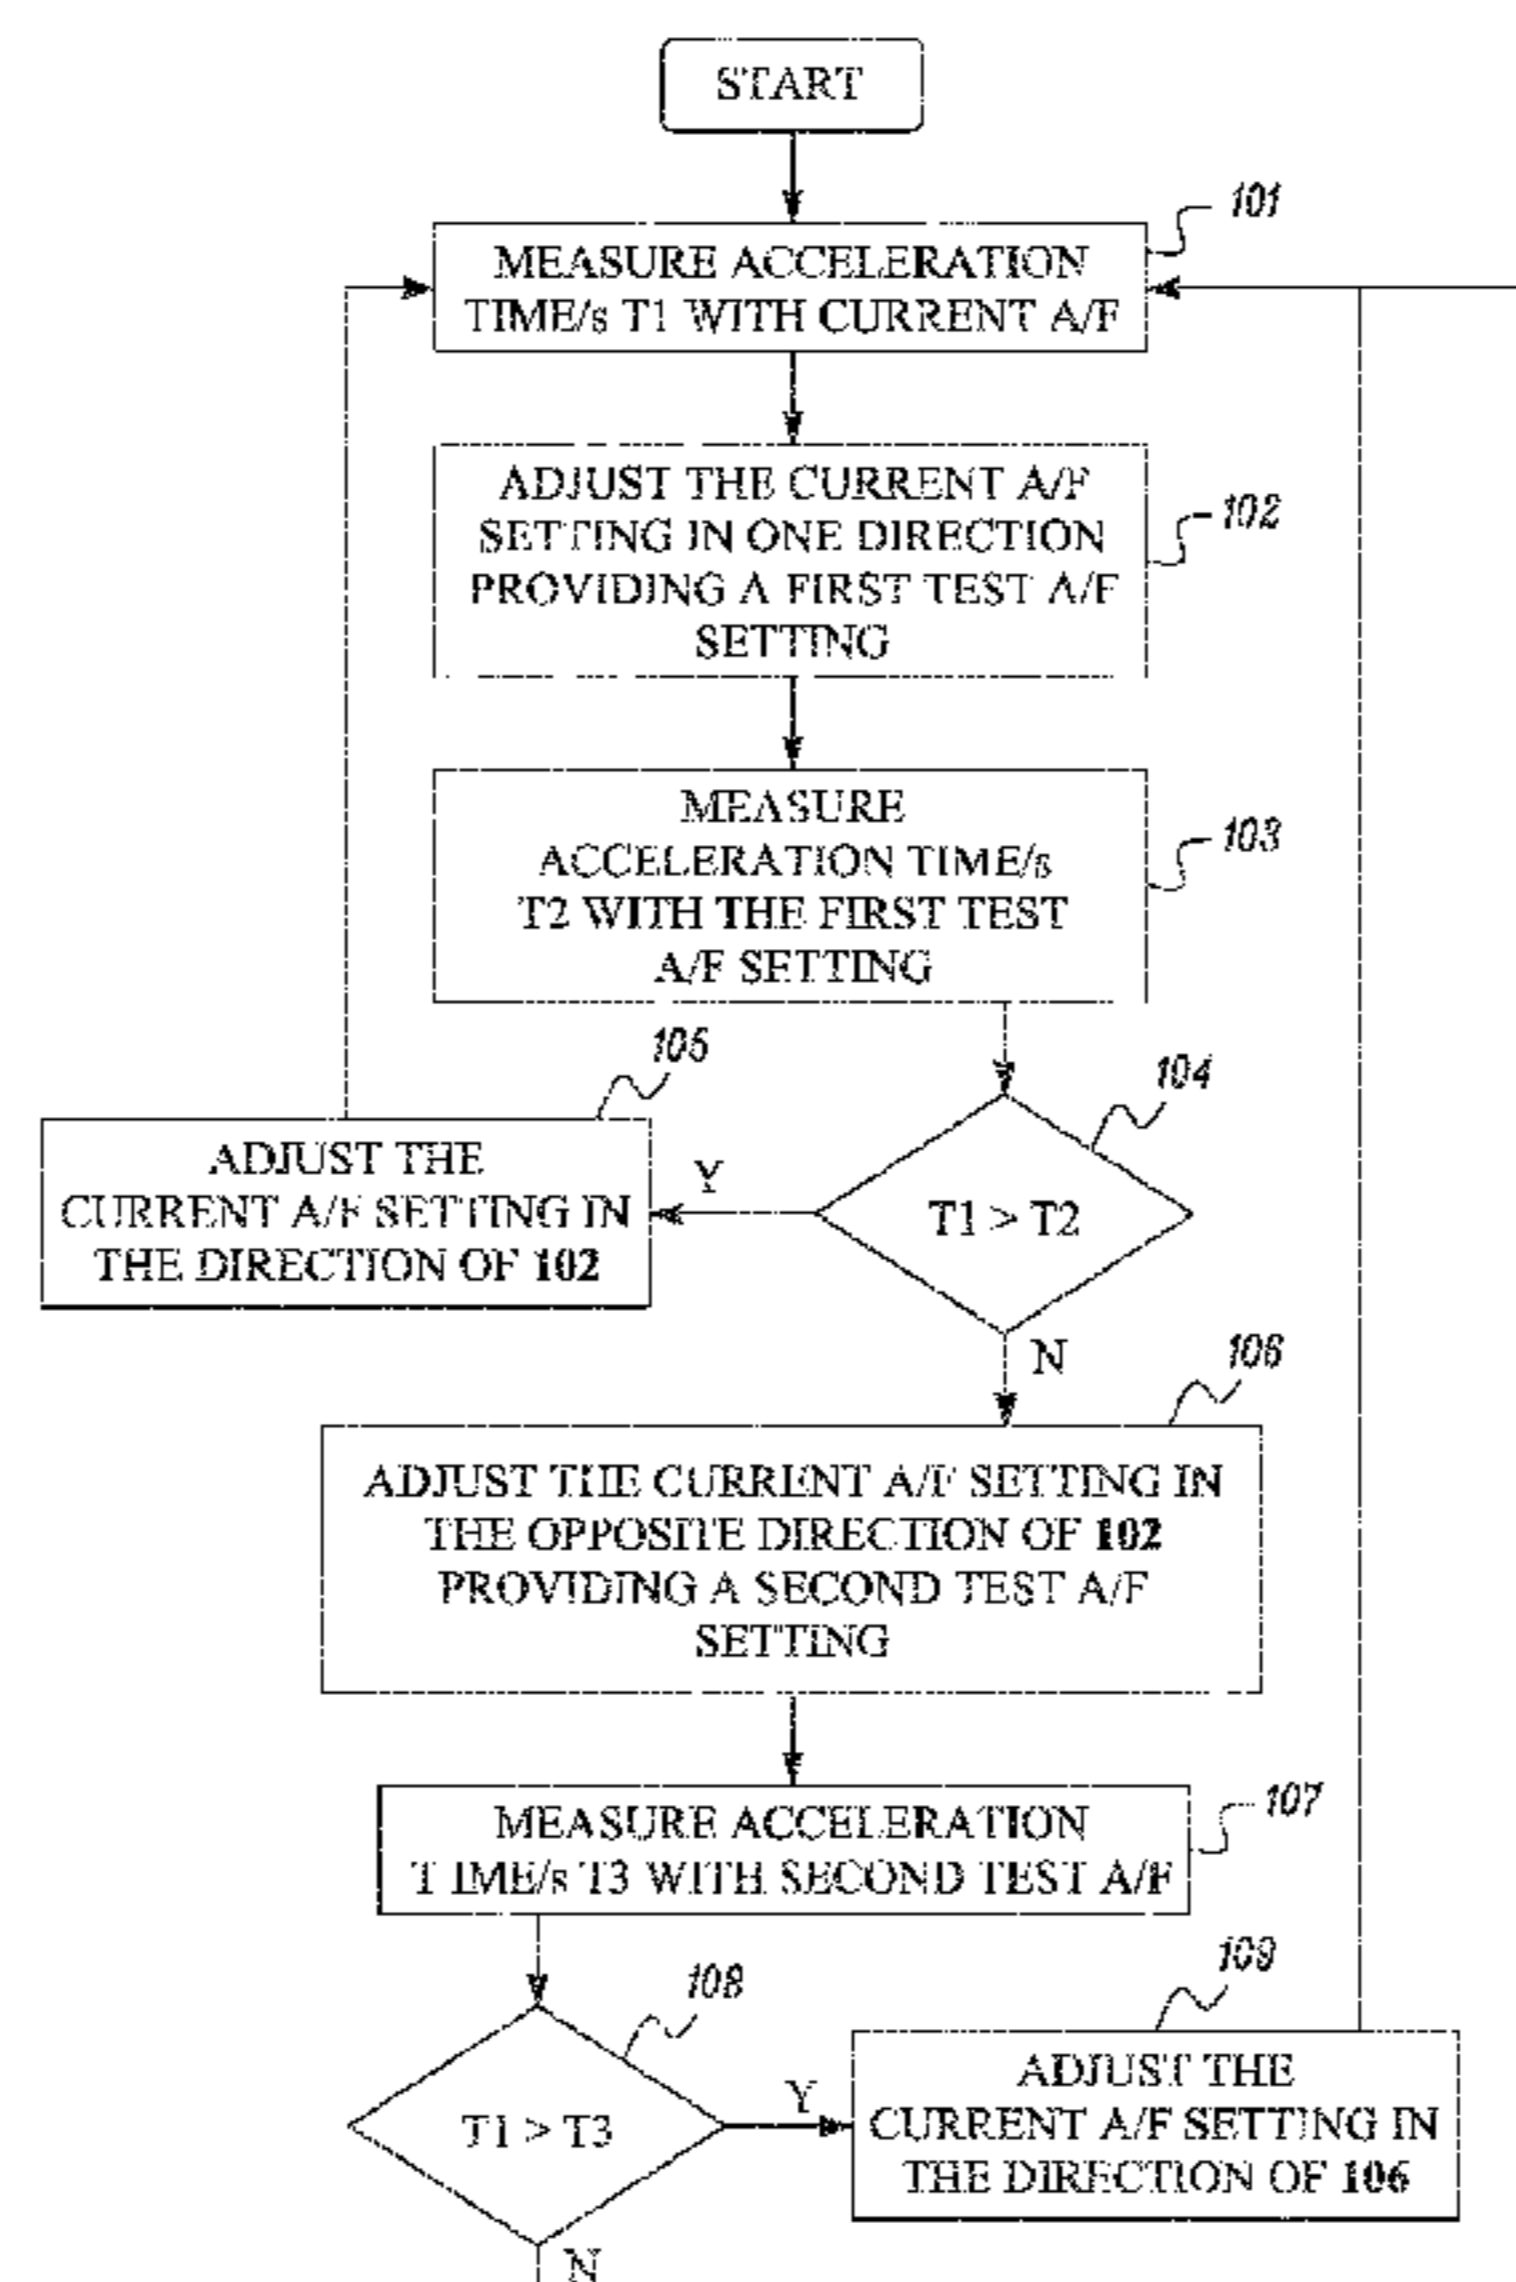 START
101
MEASURE ACCELERATION
TIME/s T1 WITH CURRENT A/F
ADJUST THE CURRENT A/F
SETTING IN ONE DIRECTION
PROVIDING A FIRST TEST A/F
SETTING
102
MEASURE
ACCELERATION TIME/s
T2 WITH THE FIRST TEST
A/F SETTING
103
105
104
ADJUST THE
CURRENT A/F SETTING IN
THE DIRECTION OF 102
Y
T1 > T2
N
106
ADJUST THE CURRENT A/F SETTING IN
THE OPPOSITE DIRECTION OF 102
PROVIDING A SECOND TEST A/F
SETTING
107
MEASURE ACCELERATION
TIME/s T3 WITH SECOND TEST A/F
108
109
T1 > T3
Y
ADJUST THE
CURRENT A/F SETTING IN
THE DIRECTION OF 106
N